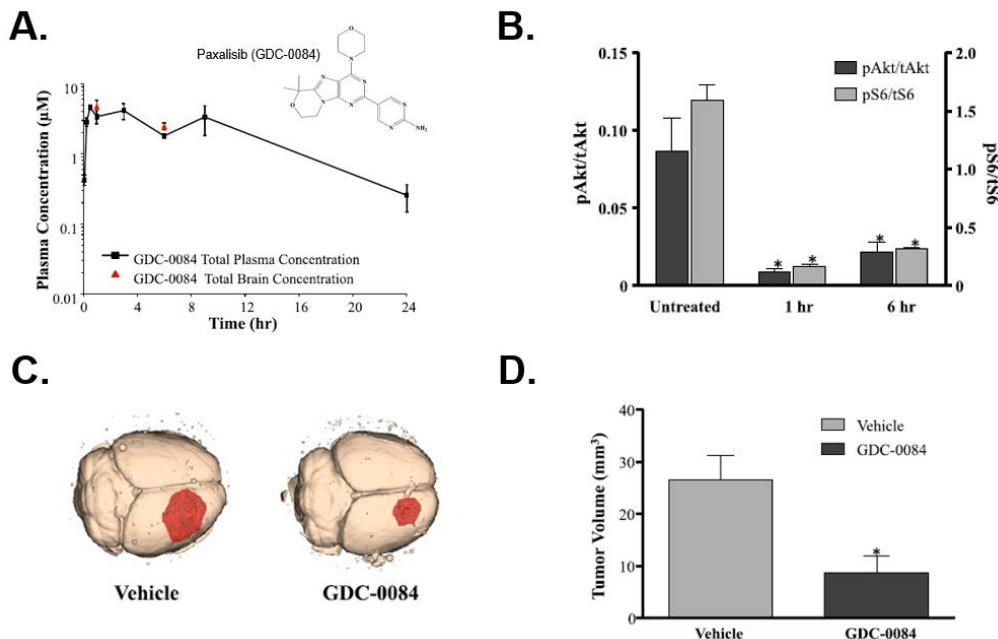 A.
Paxalisib (GDC-0084)
O
N
N
N
N
N
O
N
N
NH₂
Plasma Concentration (µM)
10
1
0.1
0.01
GDC-0084 Total Plasma Concentration
GDC-0084 Total Brain Concentration
0 4 8 12 16 20 24
Time (hr)
B.
pAkt/tAkt
0.15
0.10
0.05
0
2.0
1.5
1.0
0.5
0
pS6/tS6
pAkt/tAkt
pS6/tS6
* * * *
Untreated 1 hr 6 hr
C.
Vehicle GDC-0084
D.
Tumor Volume (mm³)
40
30
20
10
0
Vehicle
GDC-0084
*
Vehicle GDC-0084